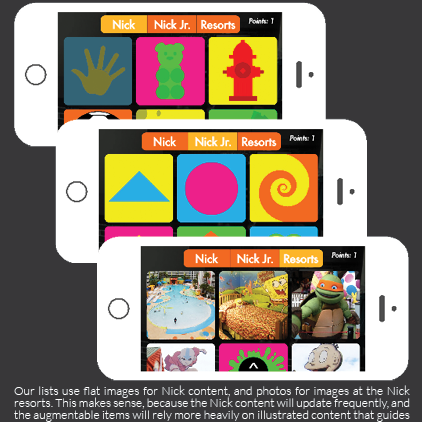 Nick Nick Jr. Resorts Points: 1
Nick Nick Jr. Resorts Points: 1
Nick Nick Jr. Resorts Points: 1
Our lists use flat images for Nick content, and photos for images at the Nick
resorts. This makes sense, because the Nick content will update frequently, and
the augmentable items will rely more heavily on illustrated content that guides